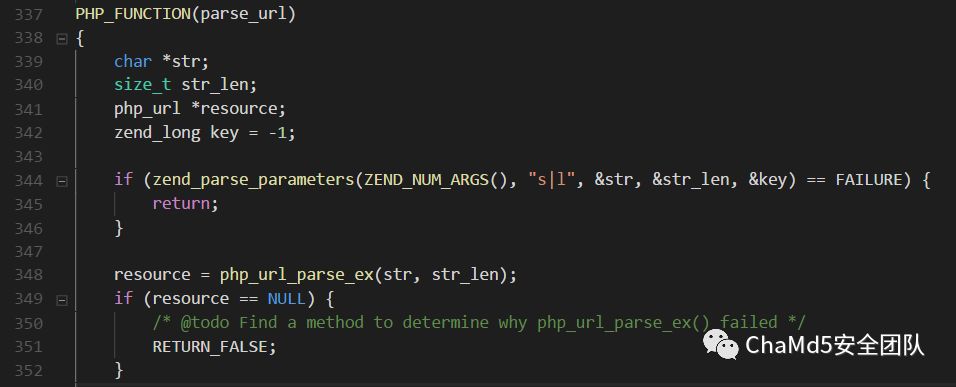 337 PHP_FUNCTION(parse_url)
338 {
339     char *str;
340     size_t str_len;
341     php_url *resource;
342     zend_long key = -1;
343
344     if (zend_parse_parameters(ZEND_NUM_ARGS(), "s|l", &str, &str_len, &key) == FAILURE) {
345         return;
346     }
347
348     resource = php_url_parse_ex(str, str_len);
349     if (resource == NULL) {
350         /* @todo Find a method to determine why php_url_parse_ex() failed */
351         RETURN_FALSE;
352     }
ChaMd5安全团队